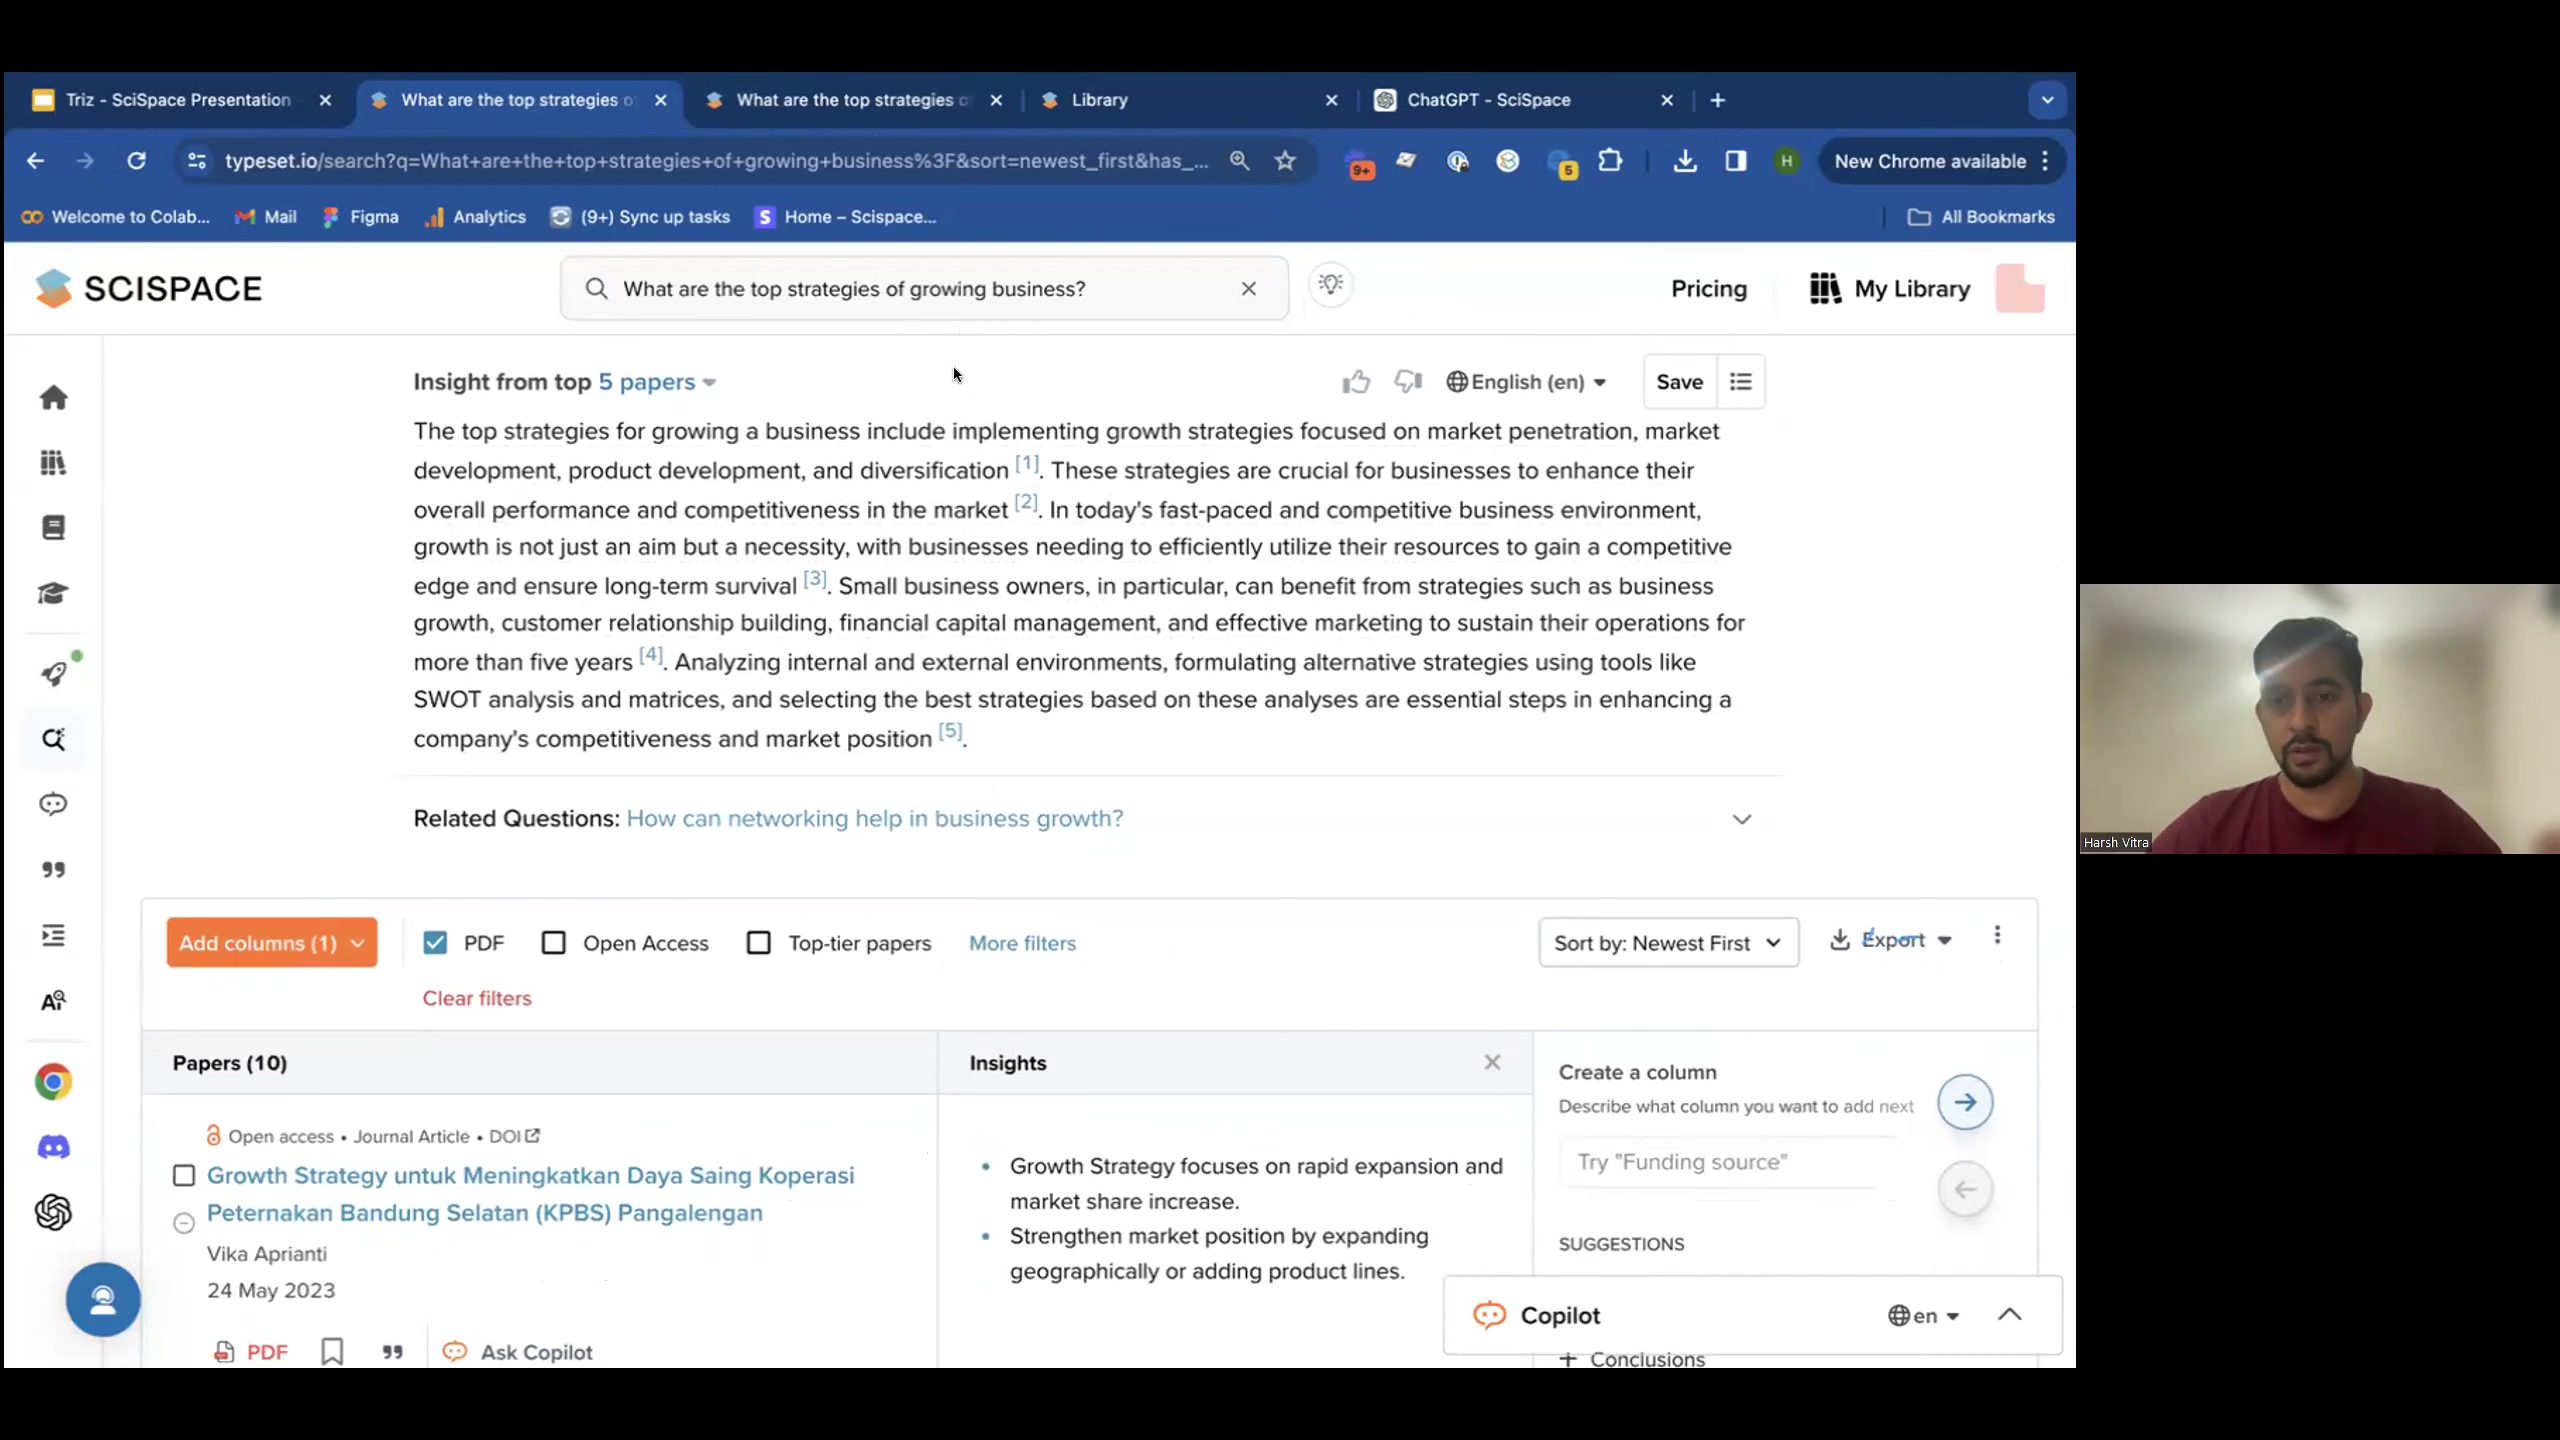 Triz - SciSpace Presentation
What are the top strategies o
What are the top strategies o
Library
ChatGPT - SciSpace
typeset.io/search?q=What+are+the+top+strategies+of+growing+business%3F&sort=newest_first&has_...
9+
5
H
New Chrome available
Welcome to Colab...
Mail
Figma
Analytics
(9+) Sync up tasks
S
Home – Scispace...
All Bookmarks
SCISPACE
What are the top strategies of growing business?
Pricing
My Library
Insight from top 5 papers
English (en)
Save
The top strategies for growing a business include implementing growth strategies focused on market penetration, market
development, product development, and diversification [1]. These strategies are crucial for businesses to enhance their
overall performance and competitiveness in the market [2]. In today's fast-paced and competitive business environment,
growth is not just an aim but a necessity, with businesses needing to efficiently utilize their resources to gain a competitive
edge and ensure long-term survival [3]. Small business owners, in particular, can benefit from strategies such as business
growth, customer relationship building, financial capital management, and effective marketing to sustain their operations for
more than five years [4]. Analyzing internal and external environments, formulating alternative strategies using tools like
SWOT analysis and matrices, and selecting the best strategies based on these analyses are essential steps in enhancing a
company's competitiveness and market position [5].
Related Questions: How can networking help in business growth?
Add columns (1)
PDF
Open Access
Top-tier papers
More filters
Sort by: Newest First
Export
Clear filters
Papers (10)
Insights
Create a column
Describe what column you want to add next
Try "Funding source"
SUGGESTIONS
Open access • Journal Article • DOI
Growth Strategy untuk Meningkatkan Daya Saing Koperasi
Peternakan Bandung Selatan (KPBS) Pangalengan
Vika Aprianti
24 May 2023
PDF
Ask Copilot
Growth Strategy focuses on rapid expansion and
market share increase.
Strengthen market position by expanding
geographically or adding product lines.
Copilot
en
Conclusions
Harsh Vitra